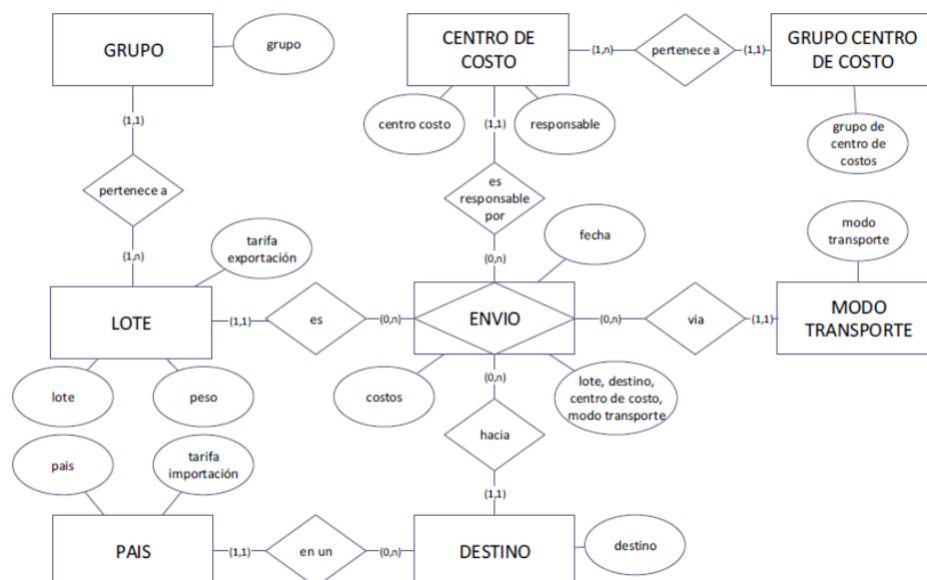 GRUPO
grupo
CENTRO DE
COSTO
(1,n)
pertenece a
(1,1)
GRUPO CENTRO
DE COSTO
centro costo
responsable
grupo de
centro de
costos
(1,1)
(1,1)
pertenece a
es
responsable
por
(1,n)
(0,n)
tarifa
exportación
fecha
modo
transporte
LOTE
(1,1)
es
(0,n)
ENVIO
(0,n)
via
(1,1)
MODO
TRANSPORTE
lote
peso
costos
(0,n)
lote, destino,
centro de costo,
modo transporte
hacia
(1,1)
pais
tarifa
importación
PAIS
(1,1)
en un
(0,n)
DESTINO
destino